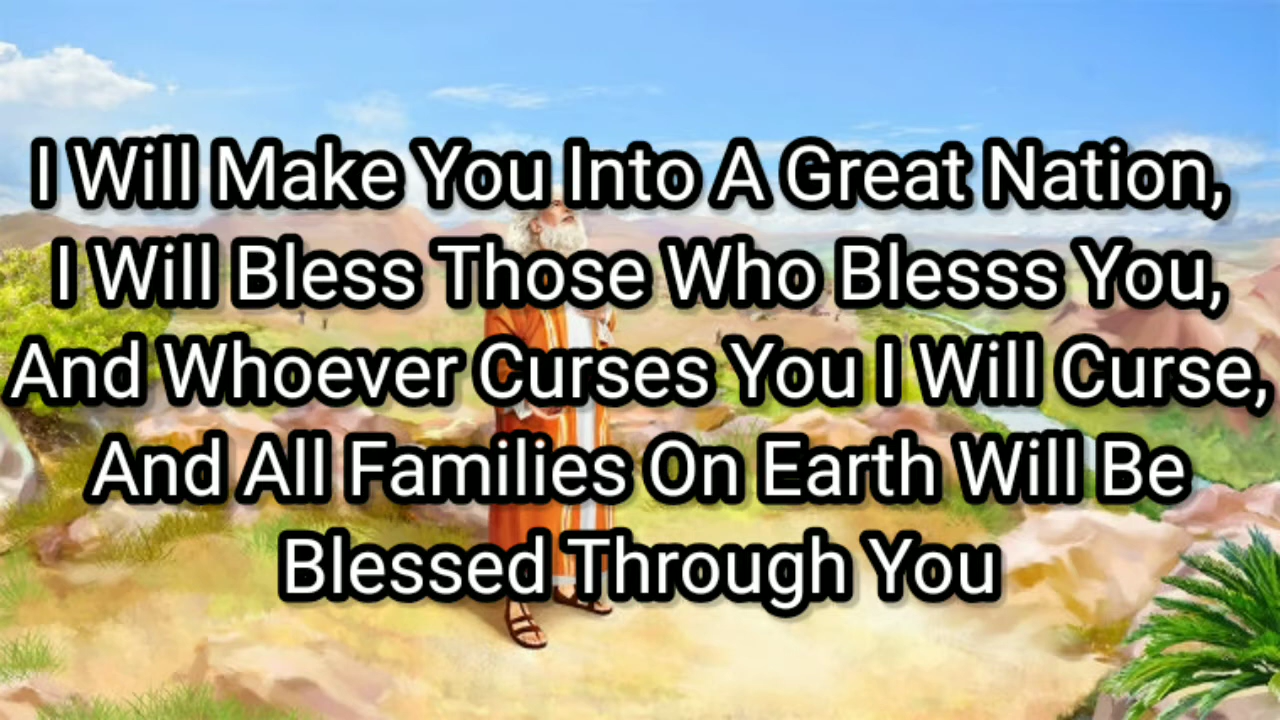 I Will Make You Into A Great Nation,
I Will Bless Those Who Blesss You,
And Whoever Curses You I Will Curse,
And All Families On Earth Will Be
Blessed Through You